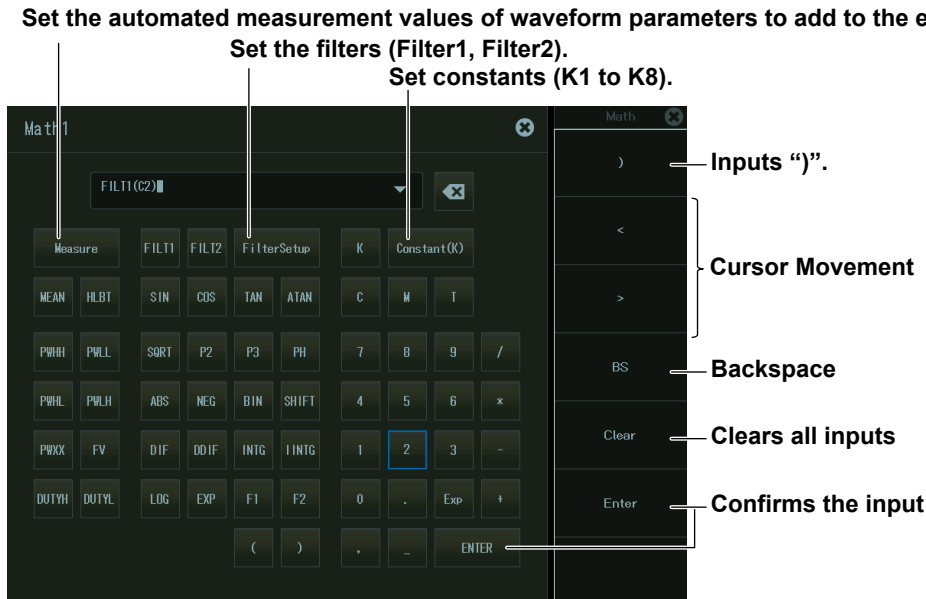 Set the automated measurement values of waveform parameters to add to the e
Set the filters (Filter1, Filter2).
Set constants (K1 to K8).
Math1
FILT1(C2)
Measure FILT1 FILT2 FilterSetup K Constant(K)
MEAN HLBT SIN COS TAN ATAN C M T
PWHH PWLL SQRT P2 P3 PH 7 8 9 /
PWHL PWLH ABS NEG BIN SHIFT 4 5 6 *
PWXX FV DIF DDIF INTG IINTG 1 2 3 -
DUTYH DUTYL LOG EXP F1 F2 0 . Exp +
( ) , _ ENTER
Math
)
<
>
BS
Clear
Enter
Inputs “)”.
Cursor Movement
Backspace
Clears all inputs
Confirms the input